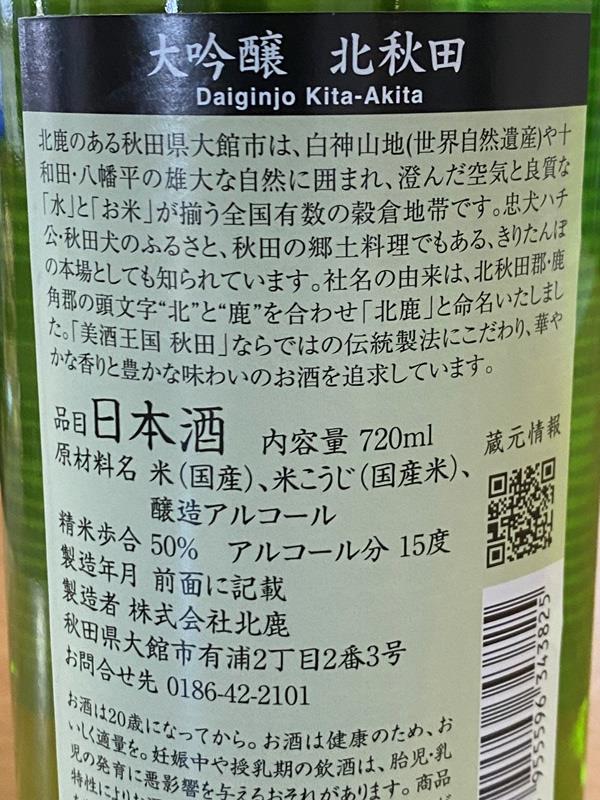 大吟醸 北秋田
Daiginjo Kita-Akita
北鹿のある秋田県大館市は、白神山地(世界自然遺産)や十
和田・八幡平の雄大な自然に囲まれ、澄んだ空気と良質な
「水」と「お米」が揃う全国有数の穀倉地帯です。忠犬ハチ
公・秋田犬のふるさと、秋田の郷土料理でもある、きりたんぽ
の本場としても知られています。社名の由来は、北秋田郡・鹿
角郡の頭文字“北”と“鹿”を合わせ「北鹿」と命名いたしまし
た。「美酒王国 秋田」ならではの伝統製法にこだわり、華や
かな香りと豊かな味わいのお酒を追求しています。
品目 日本酒 内容量 720ml
原材料名 米(国産)、米こうじ(国産米)、
醸造アルコール
精米歩合 50% アルコール分 15度
製造年月 前面に記載
製造者 株式会社北鹿
秋田県大館市有浦2丁目2番3号
お問合せ先 0186-42-2101
蔵元情報
955596 343825
お酒は20歳になってから。お酒は健康のため、お
いしく適量を。妊娠中や授乳期の飲酒は、胎児・乳
児の発育に悪影響を与るおそれがあります。商品
特性により